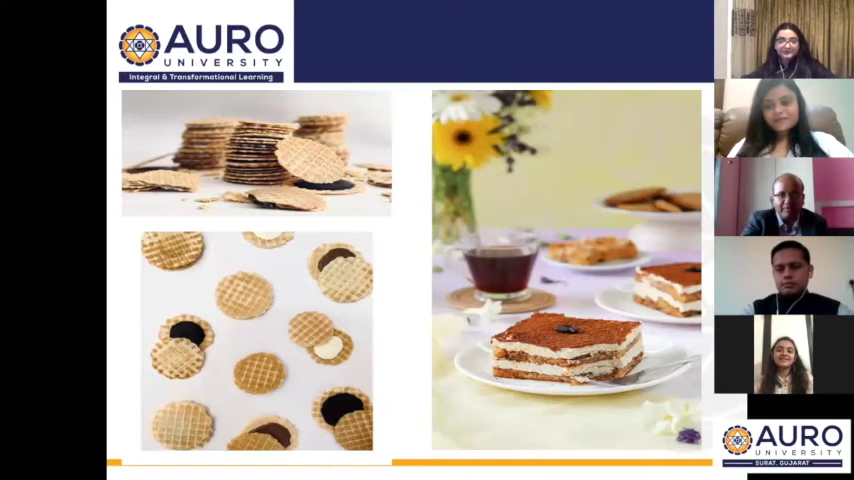 AURO
UNIVERSITY
Integral & Transformational Learning
AURO
UNIVERSITY
SURAT, GUJARAT